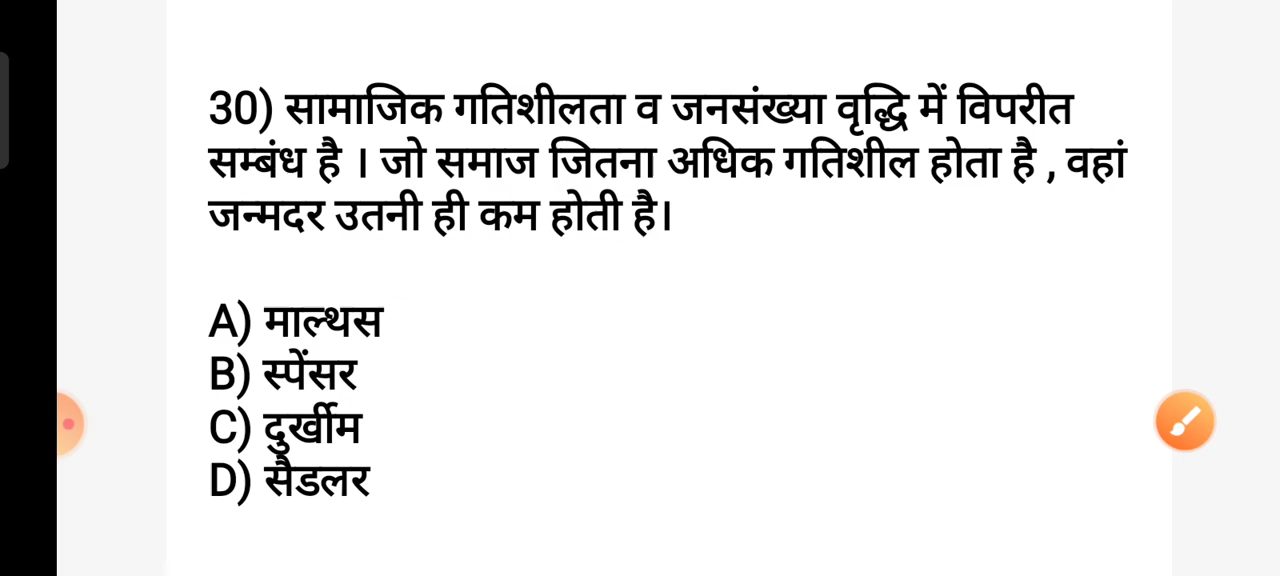 30) सामाजिक गतिशीलता व जनसंख्या वृद्धि में विपरीत
सम्बंध है । जो समाज जितना अधिक गतिशील होता है , वहां
जन्मदर उतनी ही कम होती है।
A) माल्थस
B) स्पेंसर
C) दुर्खीम
D) सैडलर